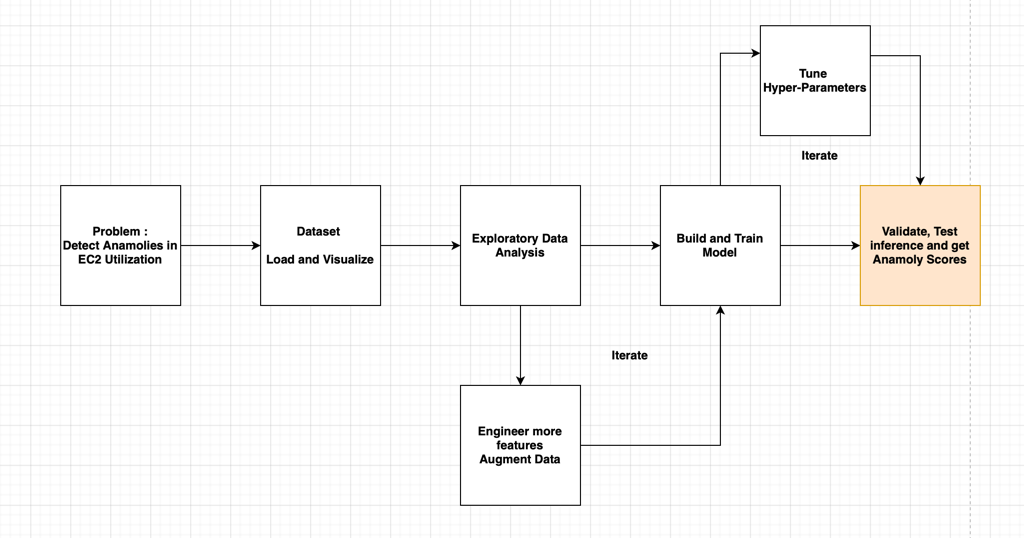 Tune
Hyper-Parameters
Iterate
Problem :
Detect Anamolies in
EC2 Utilization
Dataset
Load and Visualize
Exploratory Data
Analysis
Build and Train
Model
Validate, Test
inference and get
Anamoly Scores
Iterate
Engineer more
features
Augment Data